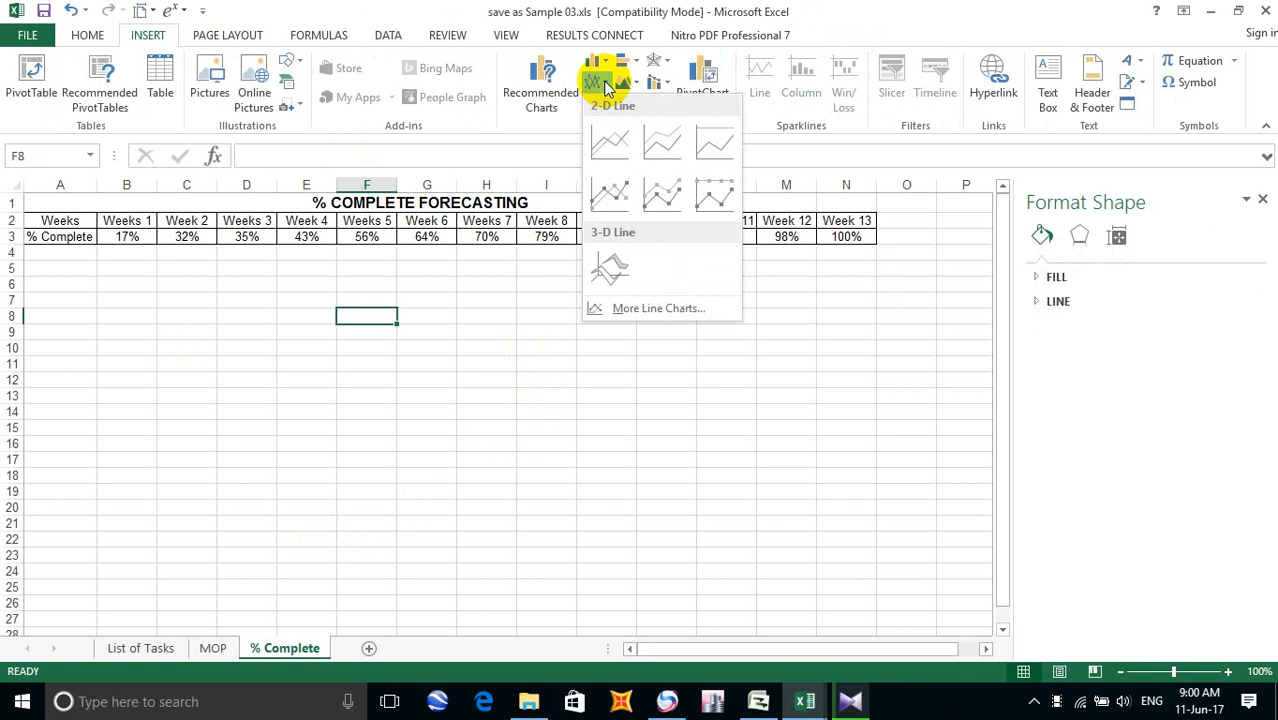 save as Sample 03.xls [Compatibility Mode] - Microsoft Excel
?
FILE HOME INSERT PAGE LAYOUT FORMULAS DATA REVIEW VIEW RESULTS CONNECT Nitro PDF Professional 7 Sign in
PivotTable
Recommended PivotTables
Table
Tables
Pictures
Online Pictures
Illustrations
Store
My Apps
Bing Maps
People Graph
Add-ins
Recommended Charts
PivotChart
Line
Column
Win/Loss
Sparklines
Slicer
Timeline
Filters
Hyperlink
Links
Text Box
Header & Footer
Text
Equation
Symbol
Symbols
2-D Line
3-D Line
More Line Charts...
F8
fx
A B C D E F G H I M N O P
1 % COMPLETE FORECASTING
2 Weeks Weeks 1 Week 2 Weeks 3 Week 4 Weeks 5 Week 6 Weeks 7 Week 8 11 Week 12 Week 13
3 % Complete 17% 32% 35% 43% 56% 64% 70% 79% 98% 100%
4
5
6
7
8
9
10
11
12
13
14
15
16
17
18
19
20
21
22
23
24
25
26
27
28
Format Shape
FILL
LINE
List of Tasks MOP % Complete
READY 100%
Type here to search
ENG
9:00 AM
11-Jun-17